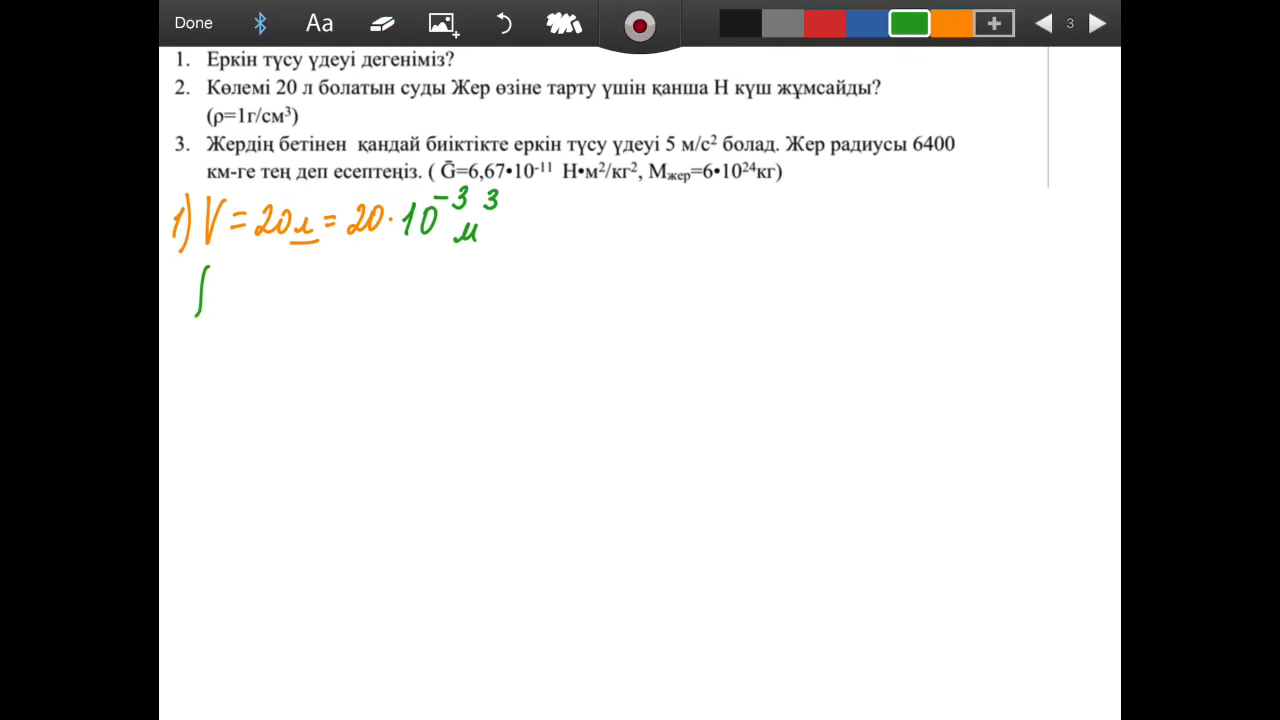 Done Aa 3
1. Еркін түсу үдеуі дегеніміз?
2. Көлемі 20 л болатын суды Жер өзіне тарту үшін қанша Н күш жұмсайды?
(ρ=1г/см³)
3. Жердің бетінен қандай биіктікте еркін түсу үдеуі 5 м/с² болад. Жер радиусы 6400
км-ге тең деп есептеңіз. ( Ḡ=6,67•10⁻¹¹ Н•м²/кг², Мжер=6•10²⁴кг)
1) V = 20л = 20 · 10⁻³ м³